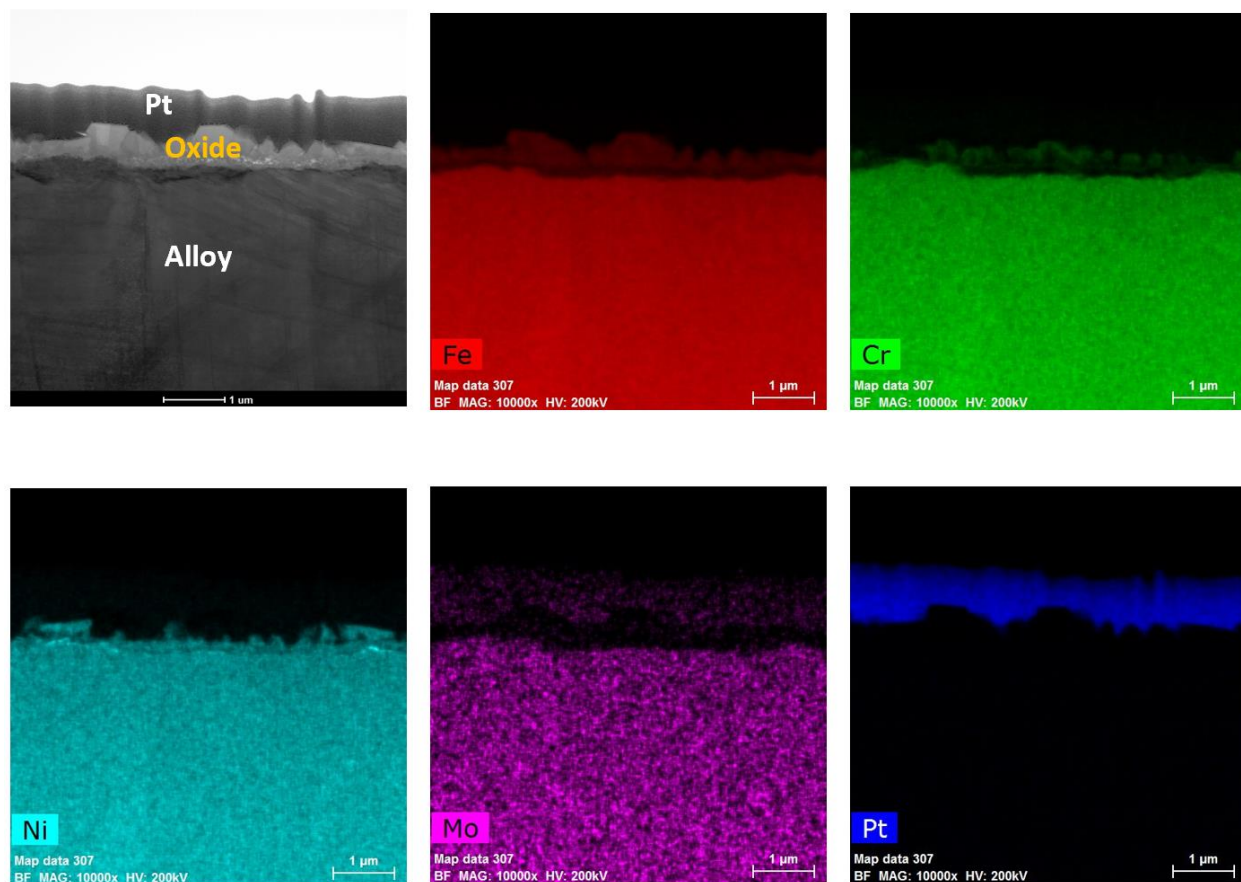 Pt
Oxide
Alloy
1 um
Fe
Map data 307
1 µm
BF MAG: 10000x HV: 200kV
Cr
Map data 307
1 µm
BF MAG: 10000x HV: 200kV
Ni
Map data 307
1 µm
BF MAG: 10000x HV: 200kV
Mo
Map data 307
1 µm
BF MAG: 10000x HV: 200kV
Pt
Map data 307
1 µm
BF MAG: 10000x HV: 200kV